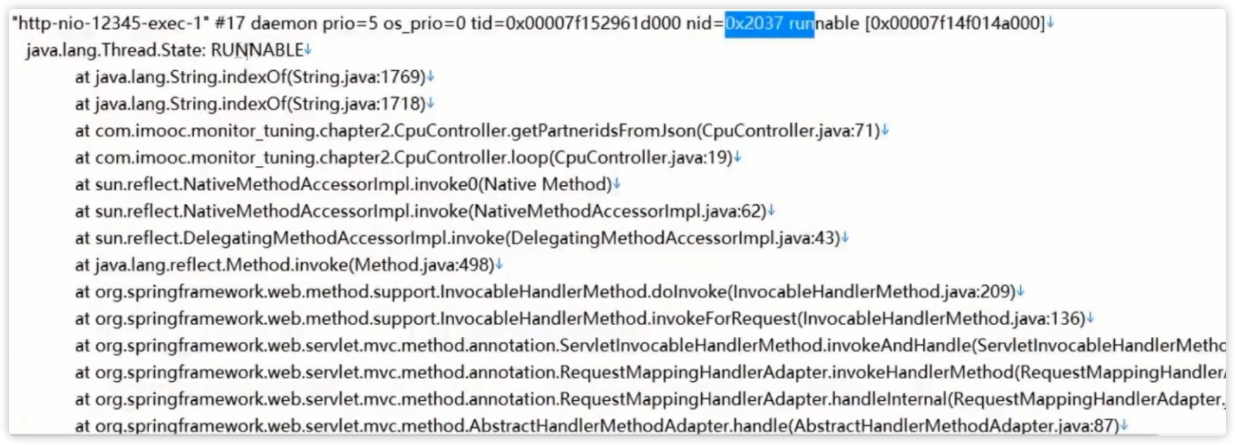 "http-nio-12345-exec-1" #17 daemon prio=5 os_prio=0 tid=0x00007f152961d000 nid=0x2037 runnable [0x00007f14f014a000]↓
java.lang.Thread.State: RUNNABLE↓
at java.lang.String.indexOf(String.java:1769)↓
at java.lang.String.indexOf(String.java:1718)↓
at com.imooc.monitor_tuning.chapter2.CpuController.getPartneridsFromJson(CpuController.java:71)↓
at com.imooc.monitor_tuning.chapter2.CpuController.loop(CpuController.java:19)↓
at sun.reflect.NativeMethodAccessorImpl.invoke0(Native Method)↓
at sun.reflect.NativeMethodAccessorImpl.invoke(NativeMethodAccessorImpl.java:62)↓
at sun.reflect.DelegatingMethodAccessorImpl.invoke(DelegatingMethodAccessorImpl.java:43)↓
at java.lang.reflect.Method.invoke(Method.java:498)↓
at org.springframework.web.method.support.InvocableHandlerMethod.doInvoke(InvocableHandlerMethod.java:209)↓
at org.springframework.web.method.support.InvocableHandlerMethod.invokeForRequest(InvocableHandlerMethod.java:136)↓
at org.springframework.web.servlet.mvc.method.annotation.ServletInvocableHandlerMethod.invokeAndHandle(ServletInvocableHandlerMetho
at org.springframework.web.servlet.mvc.method.annotation.RequestMappingHandlerAdapter.invokeHandlerMethod(RequestMappingHandler
at org.springframework.web.servlet.mvc.method.annotation.RequestMappingHandlerAdapter.handleInternal(RequestMappingHandlerAdapter.
at org.springframework.web.servlet.mvc.method.AbstractHandlerMethodAdapter.handle(AbstractHandlerMethodAdapter.java:87)↓